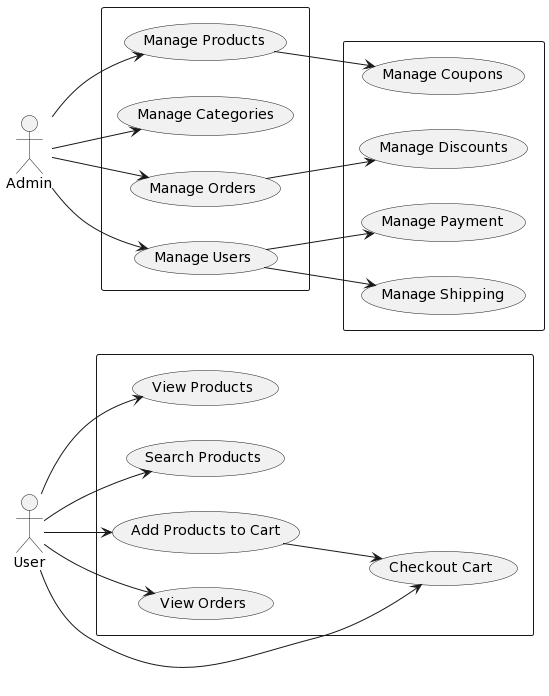 Manage Products
Manage Coupons
Manage Categories
Manage Discounts
Admin
Manage Orders
Manage Payment
Manage Users
Manage Shipping
View Products
Search Products
Add Products to Cart
User
Checkout Cart
View Orders